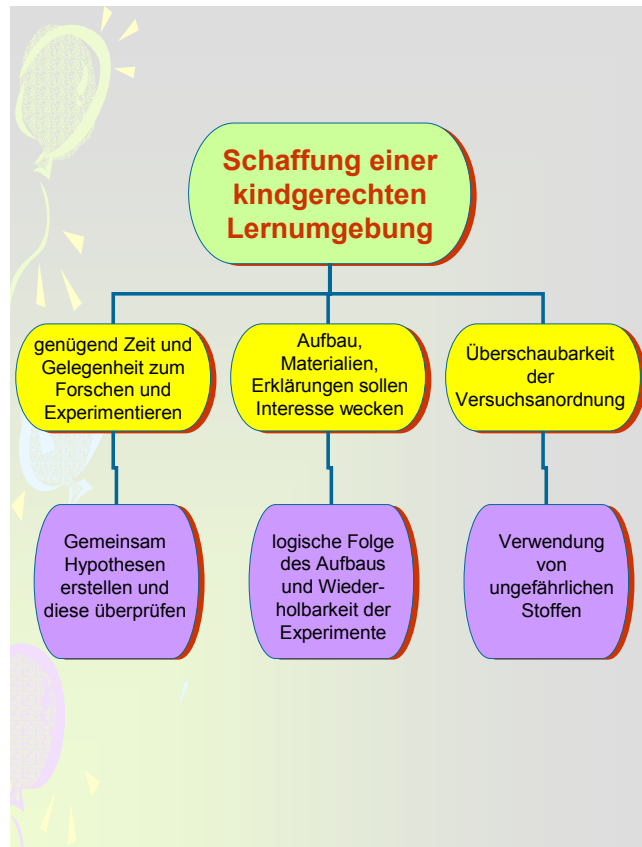 Schaffung einer
kindgerechten
Lernumgebung
genügend Zeit und
Gelegenheit zum
Forschen und
Experimentieren
Aufbau,
Materialien,
Erklärungen sollen
Interesse wecken
Überschaubarkeit
der
Versuchsanordnung
Gemeinsam
Hypothesen
erstellen und
diese überprüfen
logische Folge
des Aufbaus
und Wieder-
holbarkeit der
Experimente
Verwendung
von
ungefährlichen
Stoffen